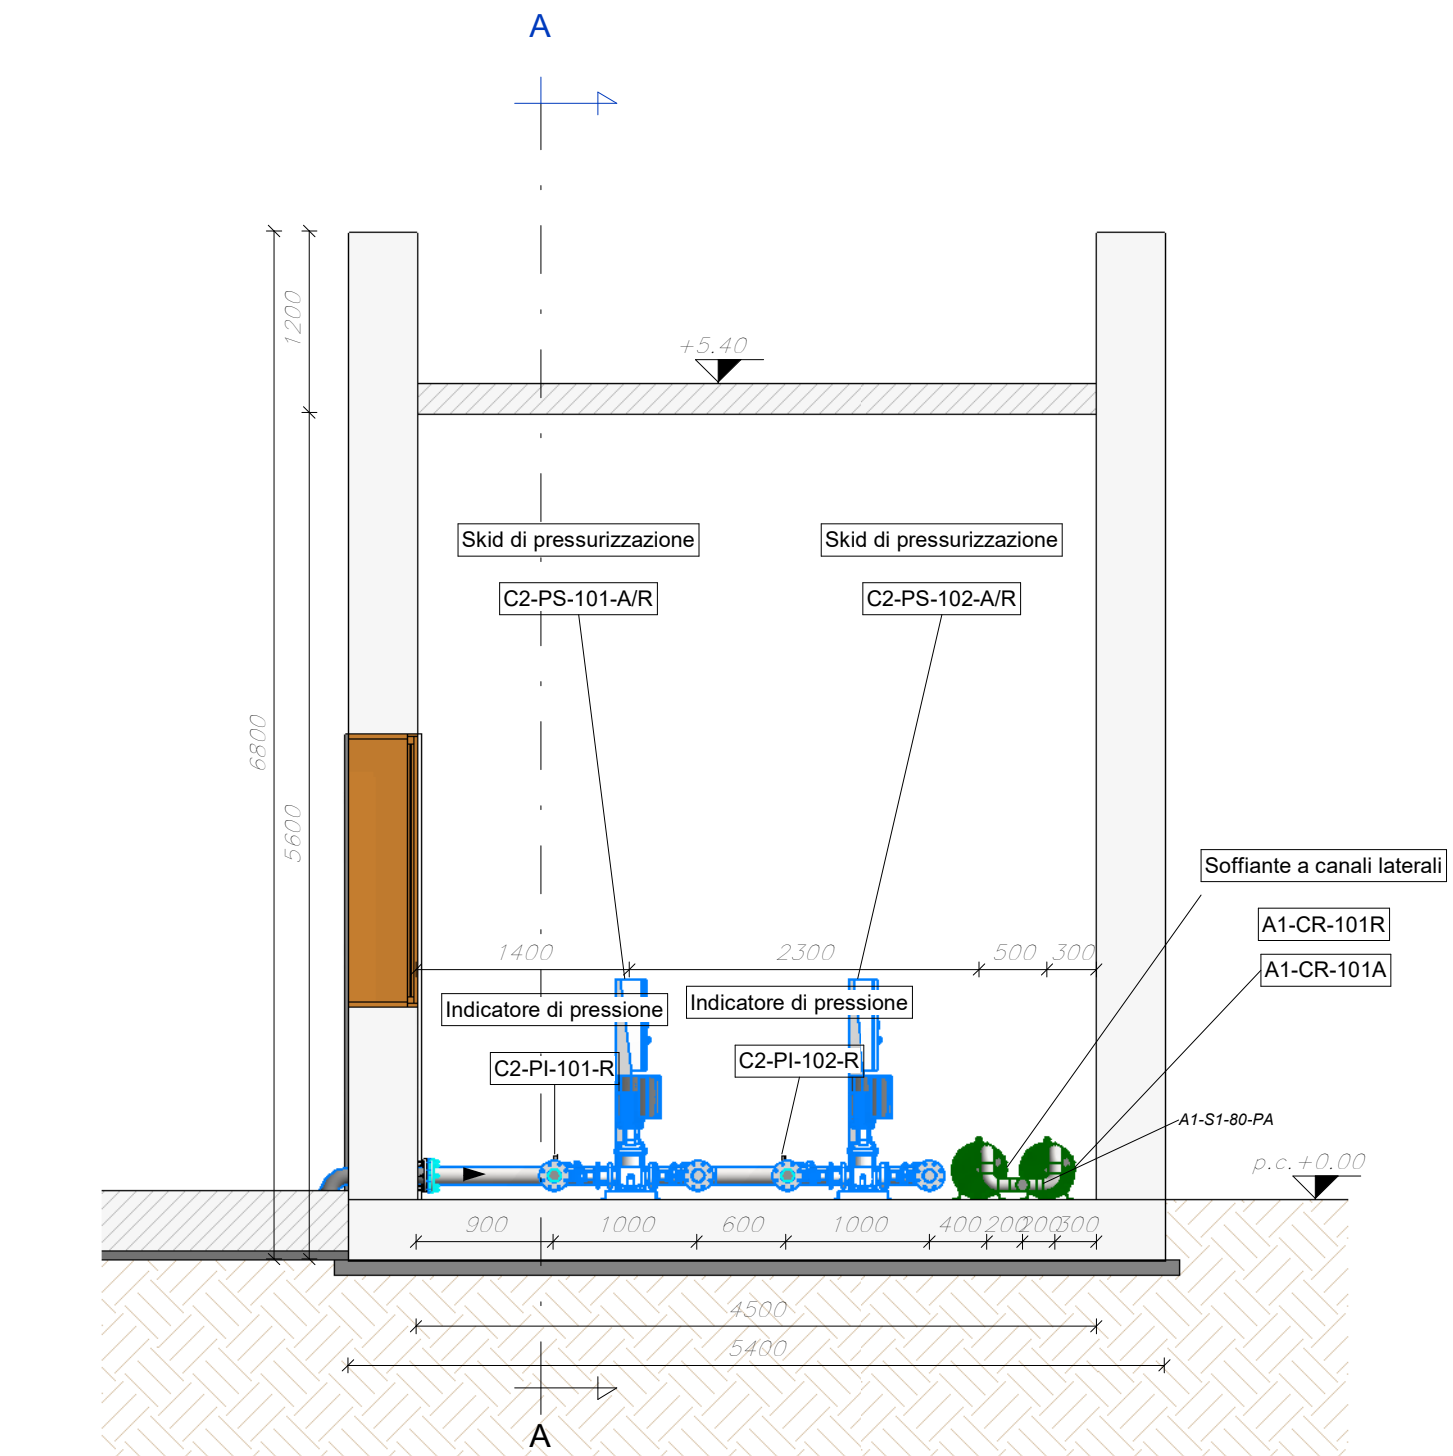 A
1200
+5.40
Skid di pressurizzazione
Skid di pressurizzazione
C2-PS-101-A/R
C2-PS-102-A/R
6800
5600
Soffiante a canali laterali
A1-CR-101R
A1-CR-101A
1400
2300
500
300
Indicatore di pressione
Indicatore di pressione
C2-PI-101-R
C2-PI-102-R
A1-S1-80-PA
p.c.+0.00
900
1000
600
1000
400
200
200
300
4500
5400
A